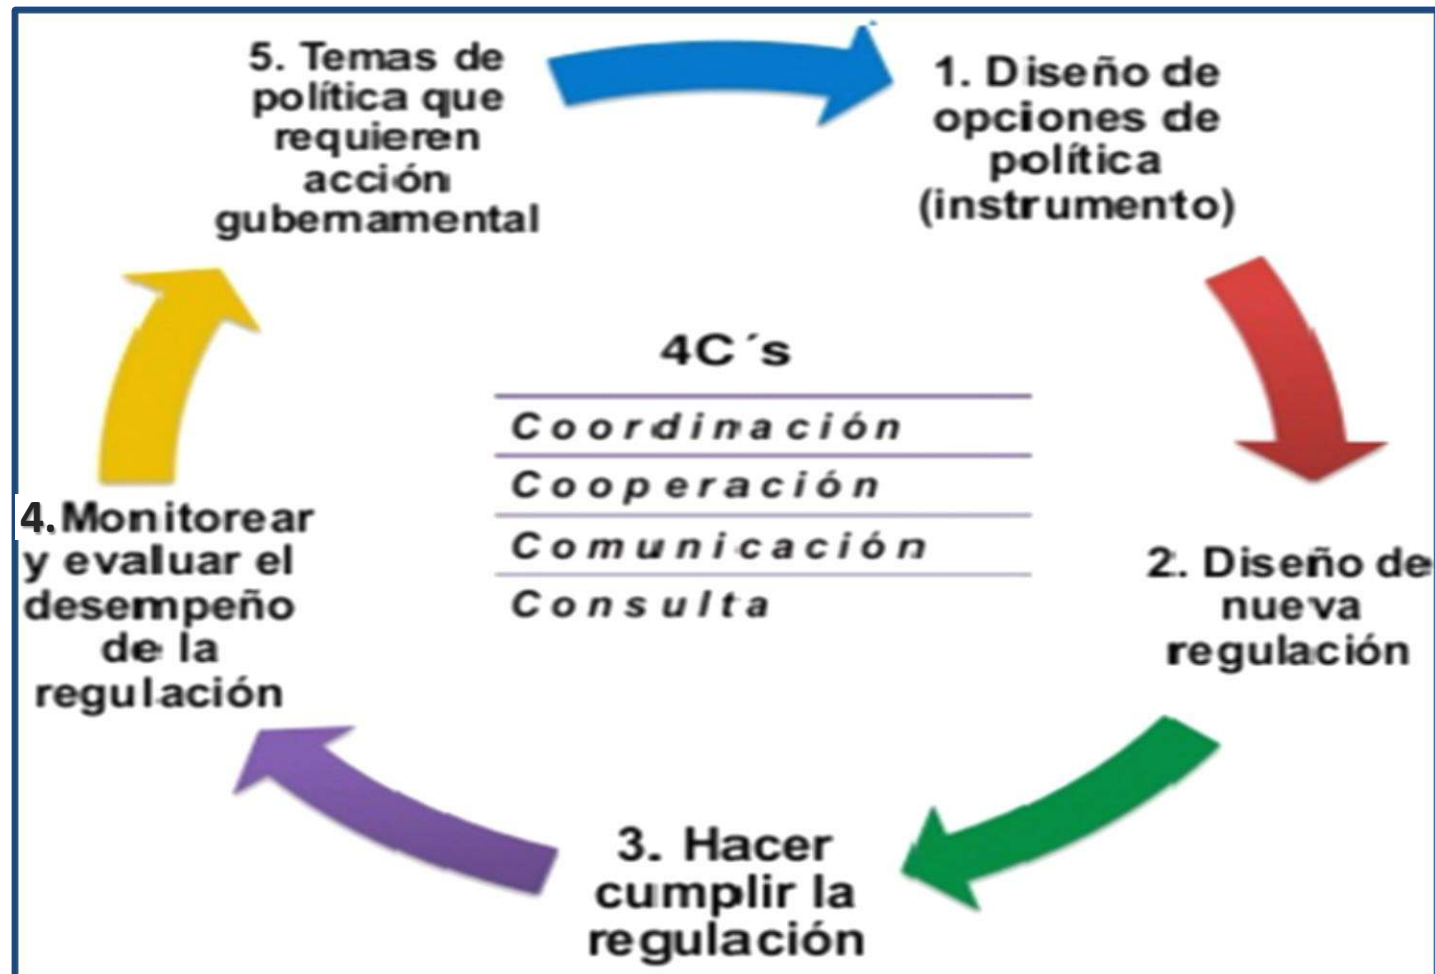 5. Temas de
política que
requieren
acción
gubernamental
1. Diseño de
opciones de
política
(instrumento)
4C´s
Coordinación
Cooperación
Comunicación
Consulta
2. Diseño de
nueva
regulación
3. Hacer
cumplir la
regulación
4.Monitorear
y evaluar el
desempeño
de la
regulación